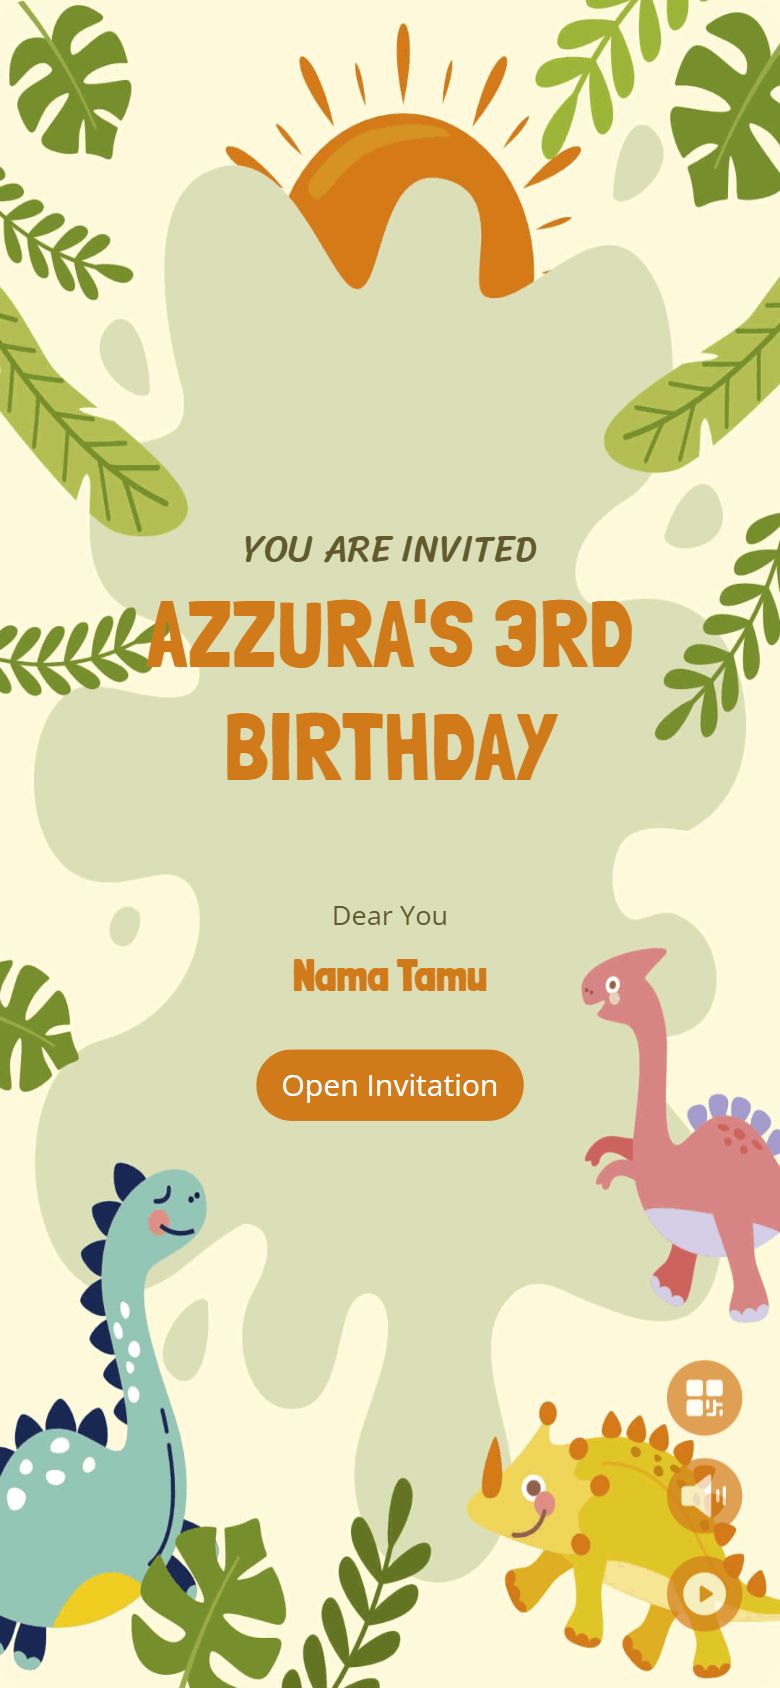 YOU ARE INVITED
AZZURA'S 3RD
BIRTHDAY
Dear You
Nama Tamu
Open Invitation